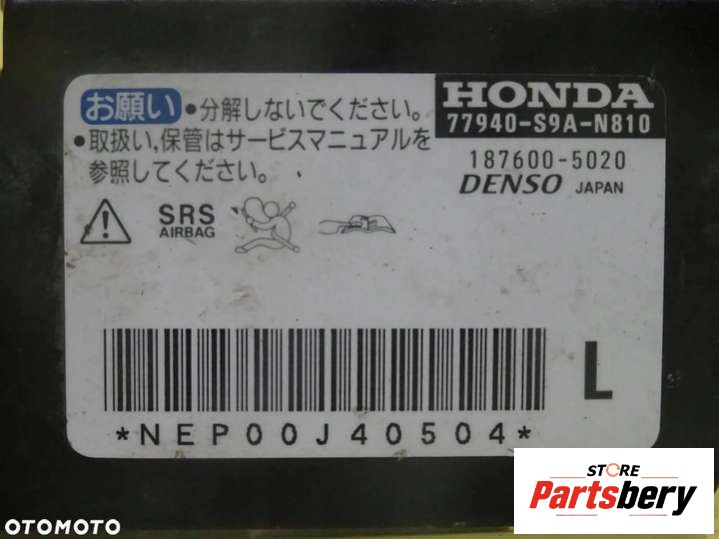 お願い ●分解しないでください。
●取扱い,保管はサービスマニュアルを
参照してください。
HONDA
77940-S9A-N810
187600-5020
DENSO JAPAN
SRS
AIRBAG
L
*NEP00J40504*
STORE
Partsbery
OTOMOTO